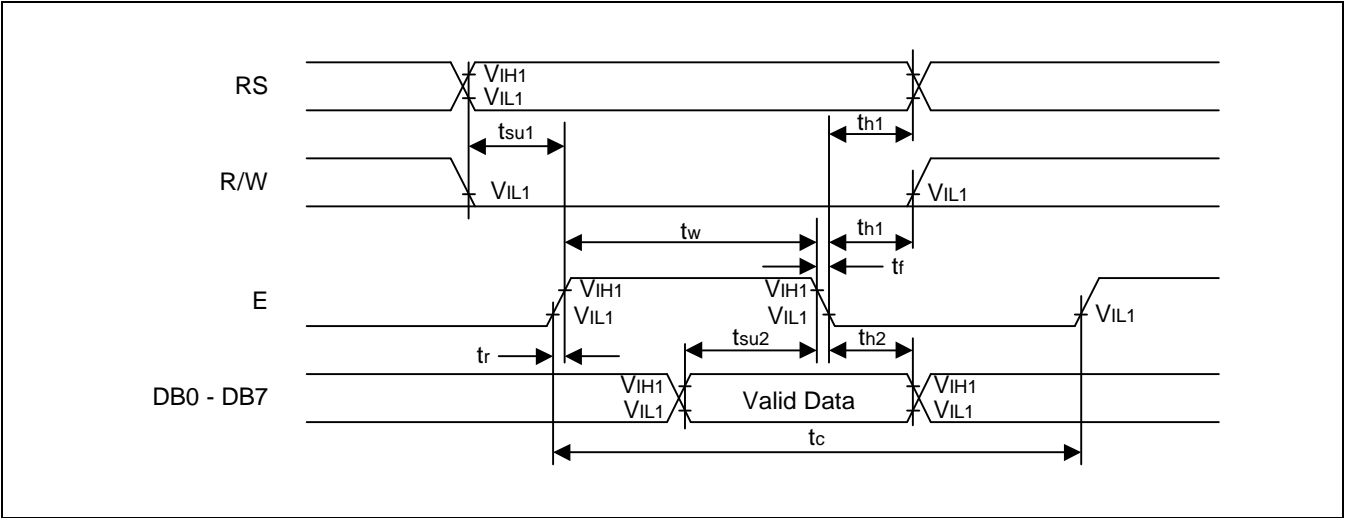 RS
VIH1
VIL1
tsu1
th1
R/W
VIL1
VIL1
tw
th1
tf
E
VIH1
VIL1
VIH1
VIL1
VIL1
tr
tsu2
th2
DB0 - DB7
VIH1
VIL1
Valid Data
VIH1
VIL1
tc